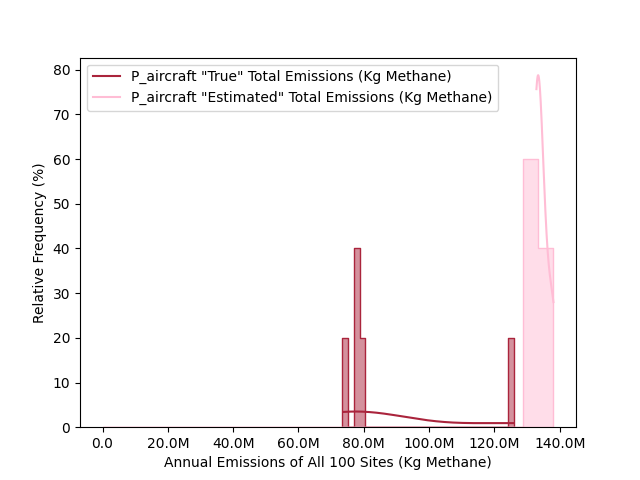 P_aircraft "True" Total Emissions (Kg Methane)
P_aircraft "Estimated" Total Emissions (Kg Methane)
80
70
60
50
40
30
20
10
0
Relative Frequency (%)
0.0 20.0M 40.0M 60.0M 80.0M 100.0M 120.0M 140.0M
Annual Emissions of All 100 Sites (Kg Methane)